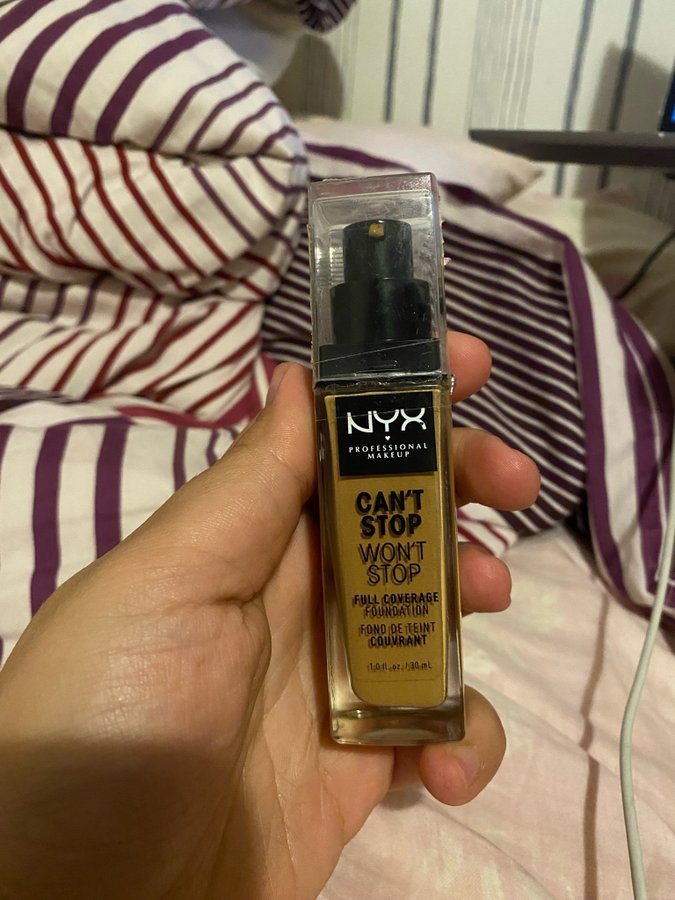 NYX
PROFESSIONAL
MAKEUP
CAN'T
STOP
WON'T
STOP
FULL COVERAGE
FOUNDATION
FOND DE TEINT
COUVRANT
1.0 fl. oz. / 30 mL